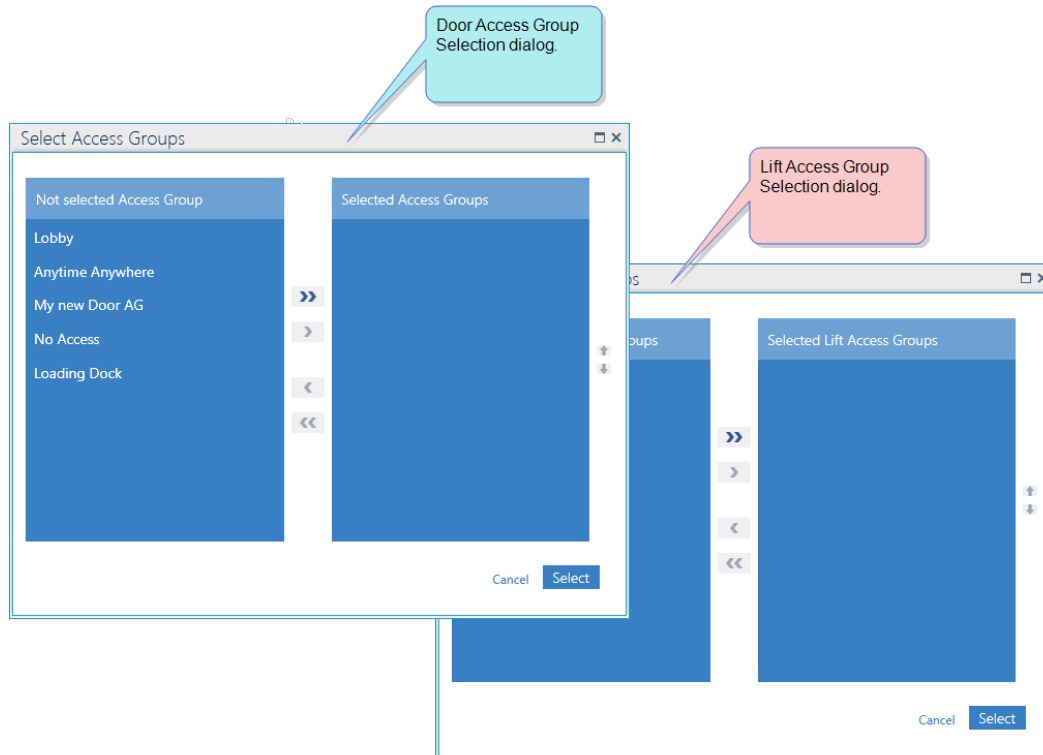 Door Access Group
Selection dialog.
Select Access Groups
Lift Access Group
Selection dialog.
Not selected Access Group
Selected Access Groups
Lobby
Anytime Anywhere
My new Door AG
No Access
Loading Dock
Cancel
Select
Selected Lift Access Groups
Cancel
Select